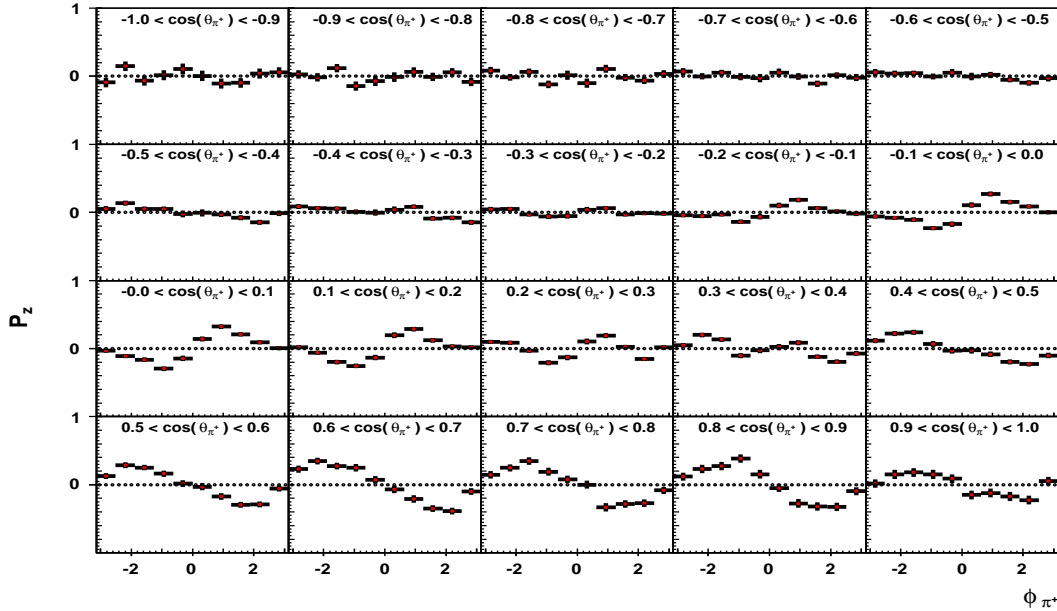 1
-1.0 < cos(θπ+) < -0.9
-0.9 < cos(θπ+) < -0.8
-0.8 < cos(θπ+) < -0.7
-0.7 < cos(θπ+) < -0.6
-0.6 < cos(θπ+) < -0.5
0
1
-0.5 < cos(θπ+) < -0.4
-0.4 < cos(θπ+) < -0.3
-0.3 < cos(θπ+) < -0.2
-0.2 < cos(θπ+) < -0.1
-0.1 < cos(θπ+) < 0.0
0
1
-0.0 < cos(θπ+) < 0.1
0.1 < cos(θπ+) < 0.2
0.2 < cos(θπ+) < 0.3
0.3 < cos(θπ+) < 0.4
0.4 < cos(θπ+) < 0.5
Pz
0
1
0.5 < cos(θπ+) < 0.6
0.6 < cos(θπ+) < 0.7
0.7 < cos(θπ+) < 0.8
0.8 < cos(θπ+) < 0.9
0.9 < cos(θπ+) < 1.0
0
-2 0 2 -2 0 2 -2 0 2 -2 0 2 -2 0 2
ϕπ+